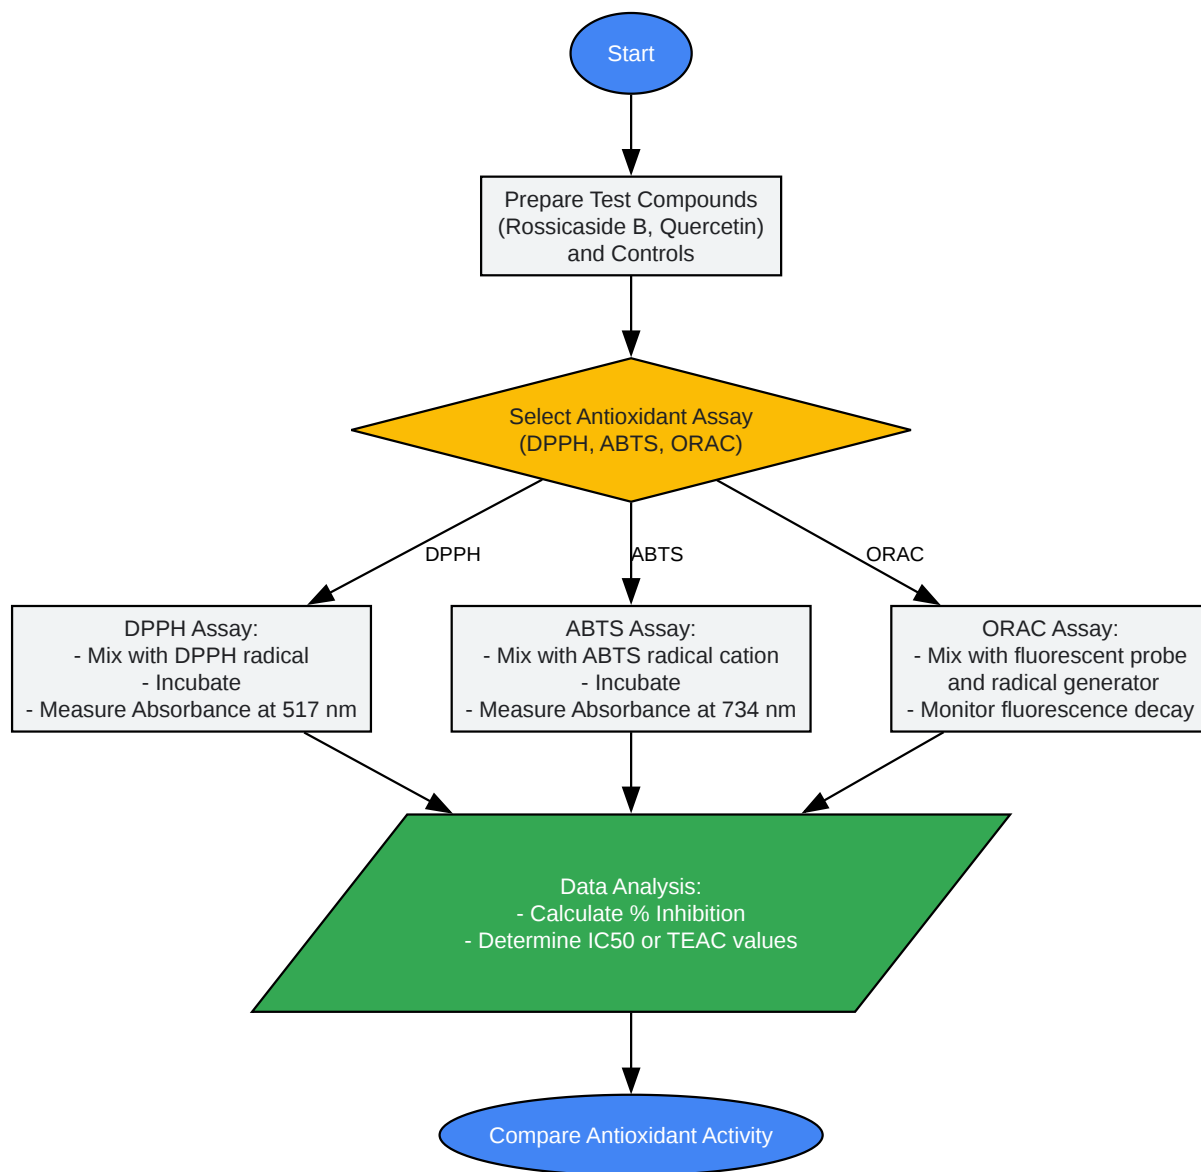 Start
Prepare Test Compounds
(Rossicaside B, Quercetin)
and Controls
Select Antioxidant Assay
(DPPH, ABTS, ORAC)
DPPH
ABTS
ORAC
DPPH Assay:
- Mix with DPPH radical
- Incubate
- Measure Absorbance at 517 nm
ABTS Assay:
- Mix with ABTS radical cation
- Incubate
- Measure Absorbance at 734 nm
ORAC Assay:
- Mix with fluorescent probe
and radical generator
- Monitor fluorescence decay
Data Analysis:
- Calculate % Inhibition
- Determine IC50 or TEAC values
Compare Antioxidant Activity